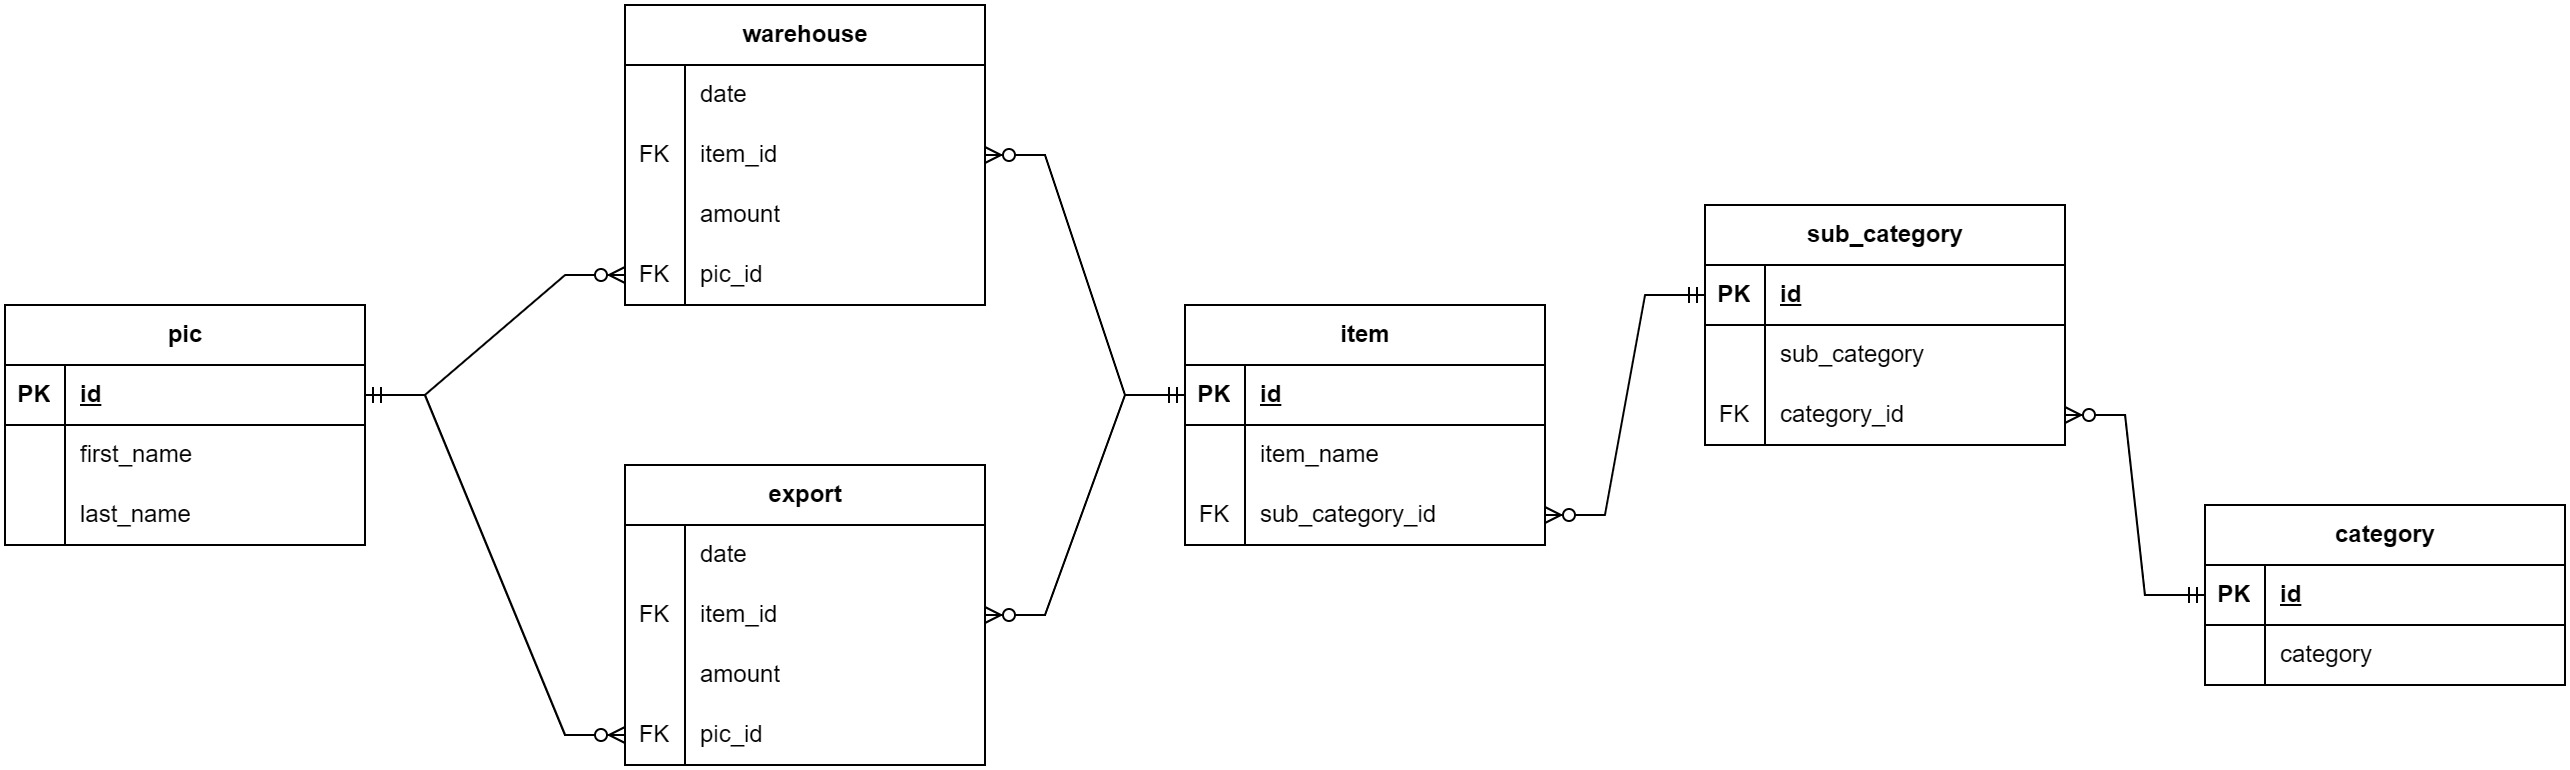 warehouse
date
FK item_id
amount
FK pic_id
pic
PK id
first_name
last_name
export
date
FK item_id
amount
FK pic_id
item
PK id
item_name
FK sub_category_id
sub_category
PK id
sub_category
FK category_id
category
PK id
category